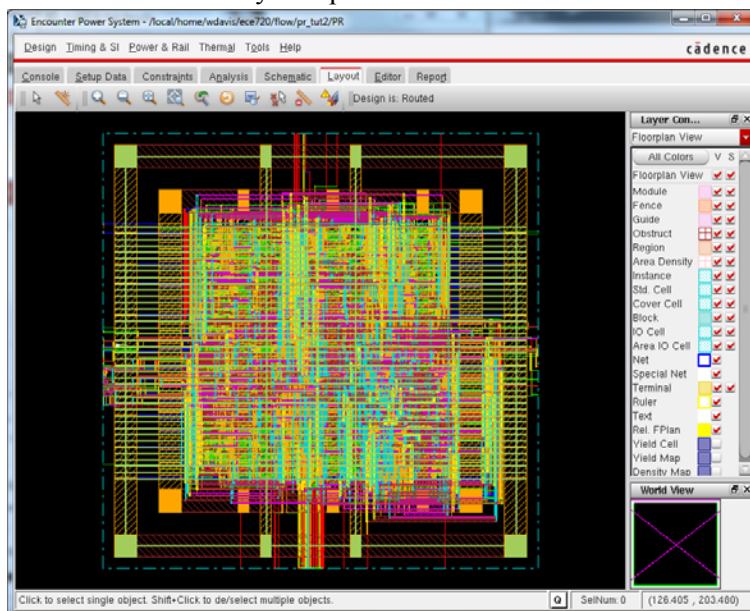 Encounter Power System - /local/home/wdavis/ece720/flow/pr_tut2/PR
Design Timing & SI Power & Rail Thermal Tools Help
cādence
Console Setup Data Constraints Analysis Schematic Layout Editor Report
Design is: Routed
Layer Con...
Floorplan View
All Colors V S
Floorplan View
Module
Fence
Guide
Obstruct
Region
Area Density
Instance
Std. Cell
Cover Cell
Block
IO Cell
Area IO Cell
Net
Special Net
Terminal
Ruler
Text
Rel. FPlan
Yield Cell
Yield Map
Density Map
World View
Click to select single object. Shift+Click to de/select multiple objects.
Q
SelNum: 0
(126.405 , 203.480)